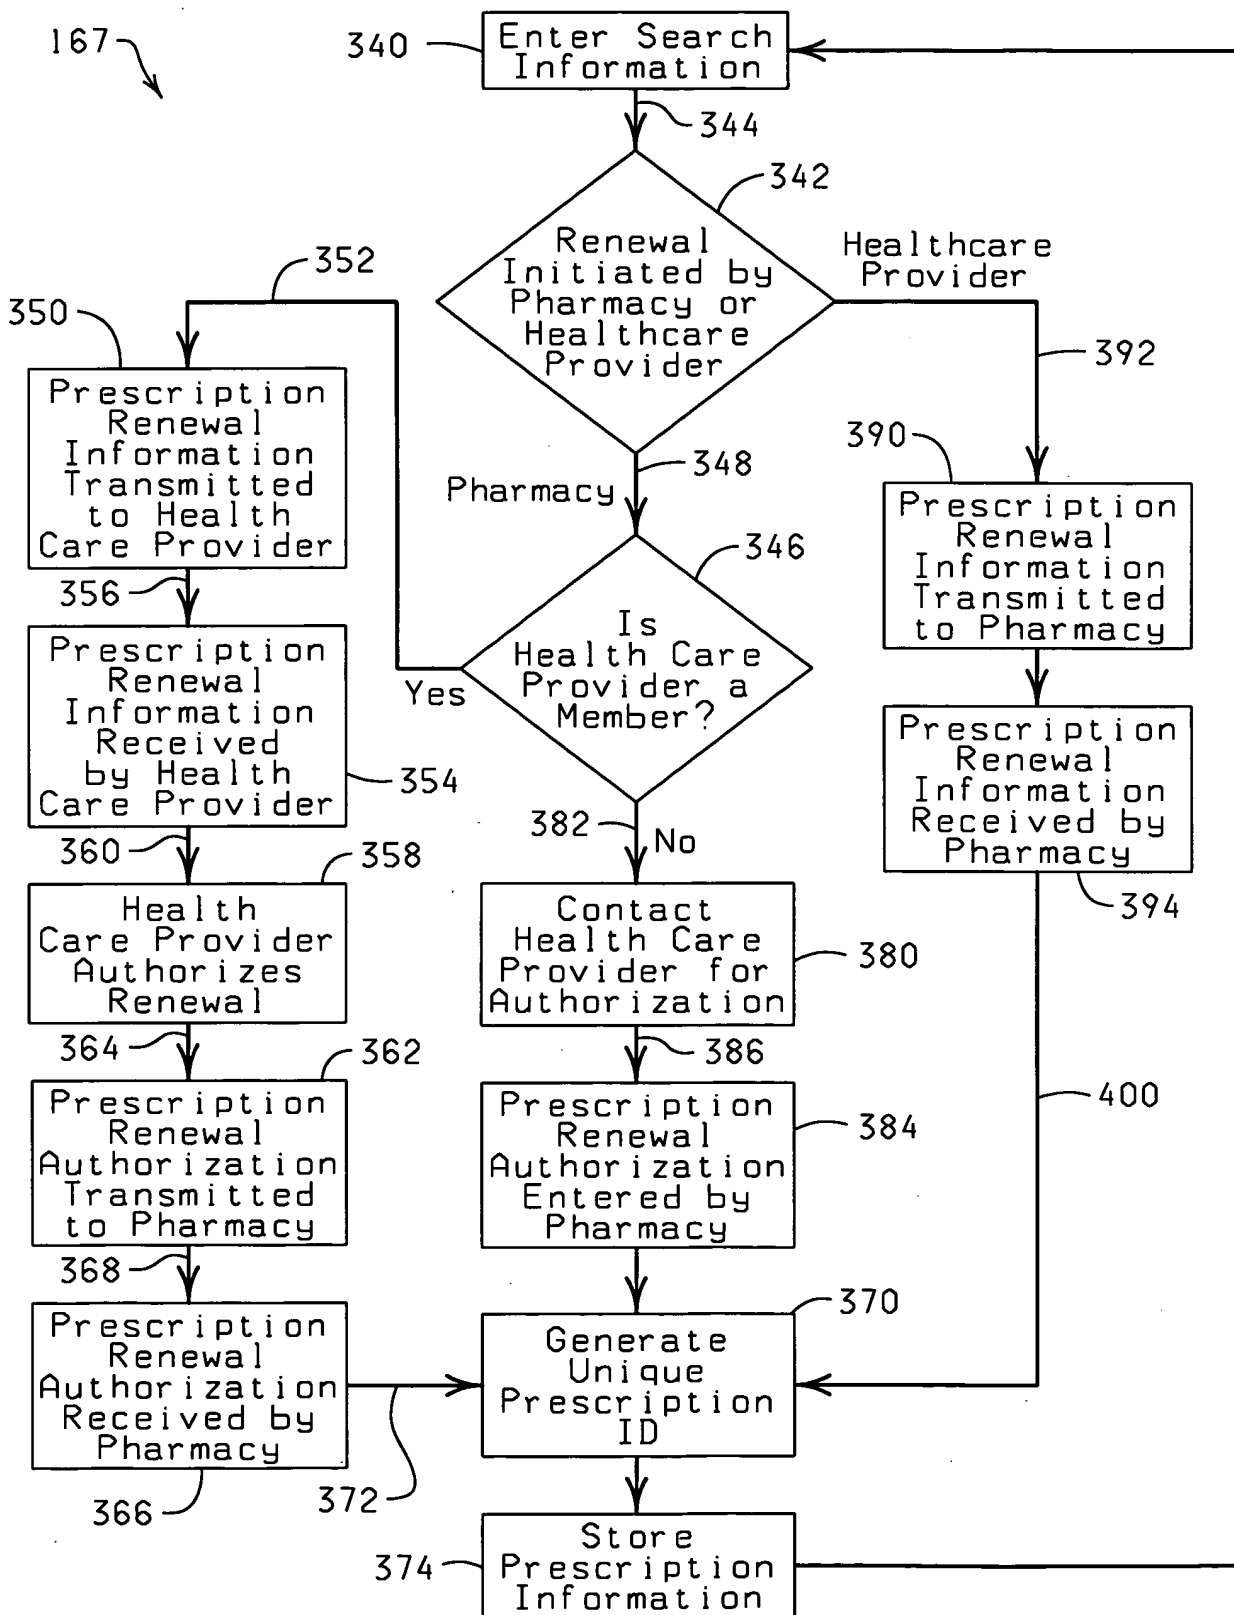 167
340
Enter Search
Information
344
342
Renewal
Initiated by
Pharmacy or
Healthcare
Provider
Healthcare
Provider
352
350
392
Prescription
Renewal
Information
Transmitted
to Health
Care Provider
348
Pharmacy
390
Prescription
Renewal
Information
Transmitted
to Pharmacy
346
356
Is
Health Care
Provider a
Member?
Yes
Prescription
Renewal
Information
Received
by Health
Care Provider
354
Prescription
Renewal
Information
Received by
Pharmacy
394
382
No
360
358
Health
Care Provider
Authorizes
Renewal
Contact
Health Care
Provider for
Authorization
380
364
362
386
400
Prescription
Renewal
Authorization
Transmitted
to Pharmacy
Prescription
Renewal
Authorization
Entered by
Pharmacy
384
368
370
Prescription
Renewal
Authorization
Received by
Pharmacy
Generate
Unique
Prescription
ID
366
372
374
Store
Prescription
Information